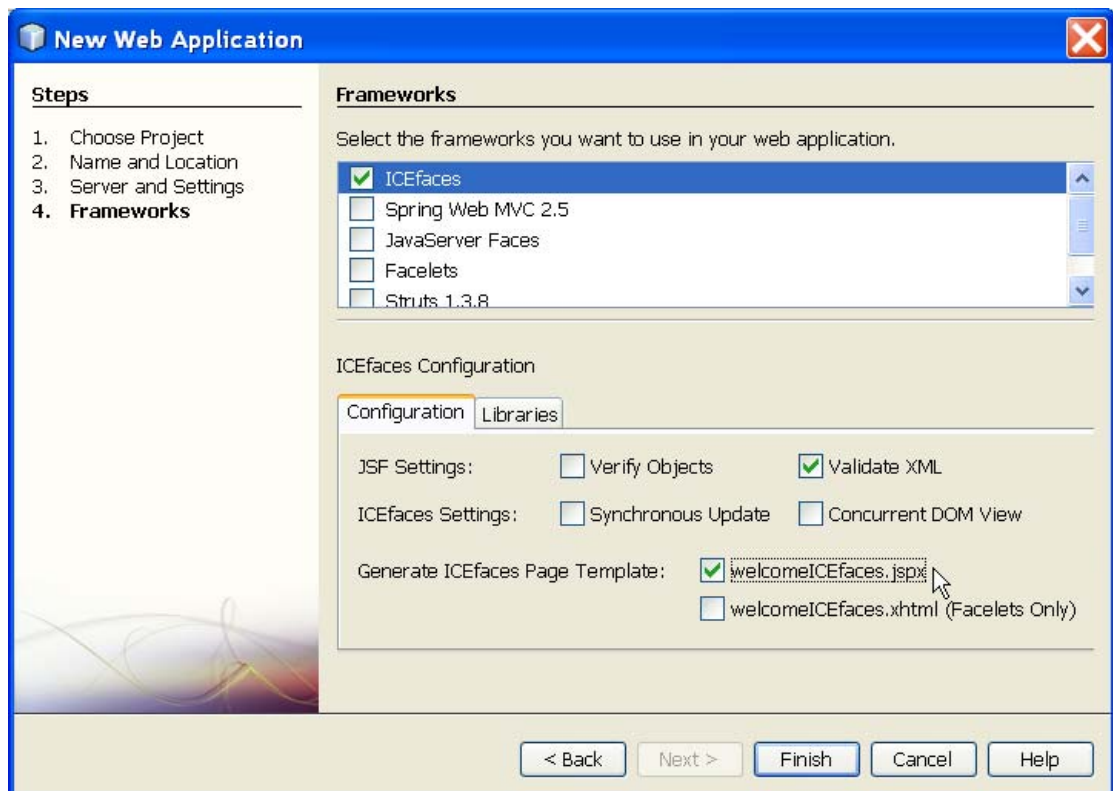 New Web Application
Steps
1. Choose Project
2. Name and Location
3. Server and Settings
4. Frameworks
Frameworks
Select the frameworks you want to use in your web application.
ICEfaces
Spring Web MVC 2.5
JavaServer Faces
Facelets
Struts 1.3.8
ICEfaces Configuration
Configuration Libraries
JSF Settings: Verify Objects Validate XML
ICEfaces Settings: Synchronous Update Concurrent DOM View
Generate ICEfaces Page Template: welcomeICEfaces.jspx
welcomeICEfaces.xhtml (Facelets Only)
< Back Next > Finish Cancel Help